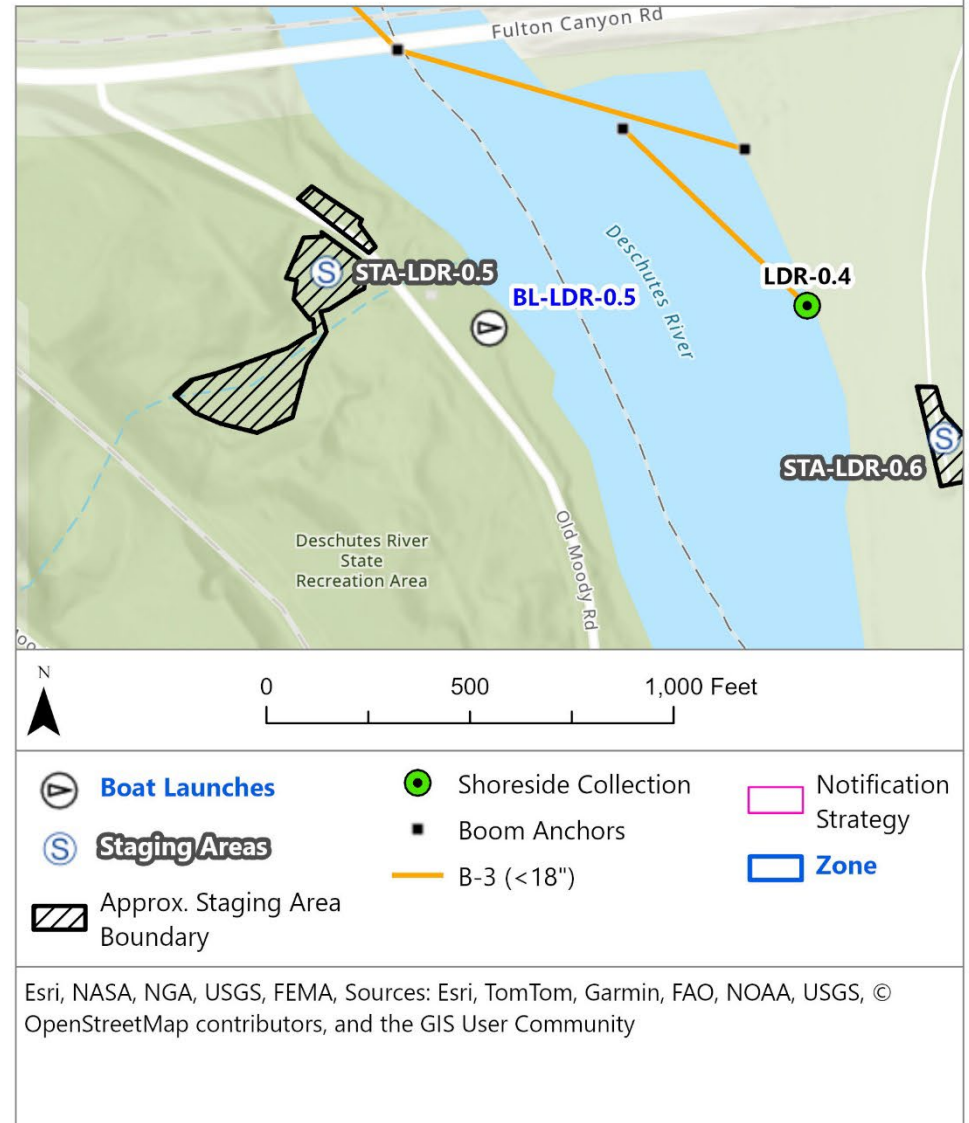 Fulton Canyon Rd
STA-LDR-0.5
BL-LDR-0.5
Deschutes River
LDR-0.4
STA-LDR-0.6
Deschutes River
State
Recreation Area
Old Moody Rd
N
0 500 1,000 Feet
Boat Launches
Staging Areas
Approx. Staging Area
Boundary
Shoreside Collection
Boom Anchors
B-3 (<18")
Notification
Strategy
Zone
Esri, NASA, NGA, USGS, FEMA, Sources: Esri, TomTom, Garmin, FAO, NOAA, USGS, ©
OpenStreetMap contributors, and the GIS User Community